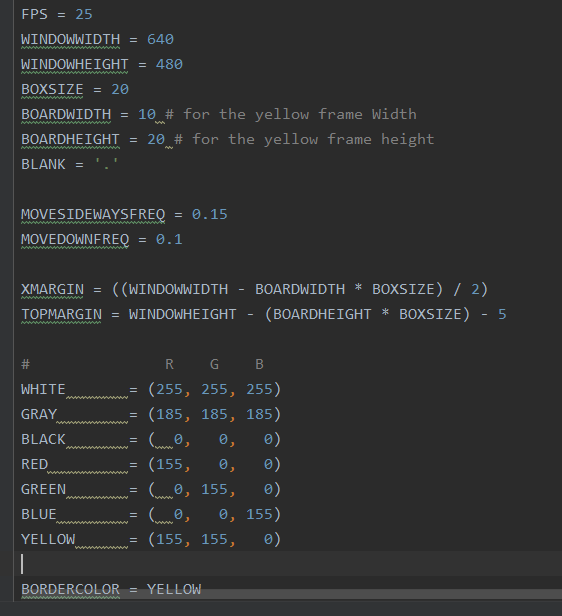 FPS = 25
WINDOWWIDTH = 640
WINDOWHEIGHT = 480
BOXSIZE = 20
BOARDWIDTH = 10 # for the yellow frame Width
BOARDHEIGHT = 20 # for the yellow frame height
BLANK = '.'

MOVESIDEWAYSFREQ = 0.15
MOVEDOWNFREQ = 0.1

XMARGIN = ((WINDOWWIDTH - BOARDWIDTH * BOXSIZE) / 2)
TOPMARGIN = WINDOWHEIGHT - (BOARDHEIGHT * BOXSIZE) - 5

#               R    G    B
WHITE       = (255, 255, 255)
GRAY        = (185, 185, 185)
BLACK       = (  0,   0,   0)
RED         = (155,   0,   0)
GREEN       = (  0, 155,   0)
BLUE        = (  0,   0, 155)
YELLOW      = (155, 155,   0)

BORDERCOLOR = YELLOW